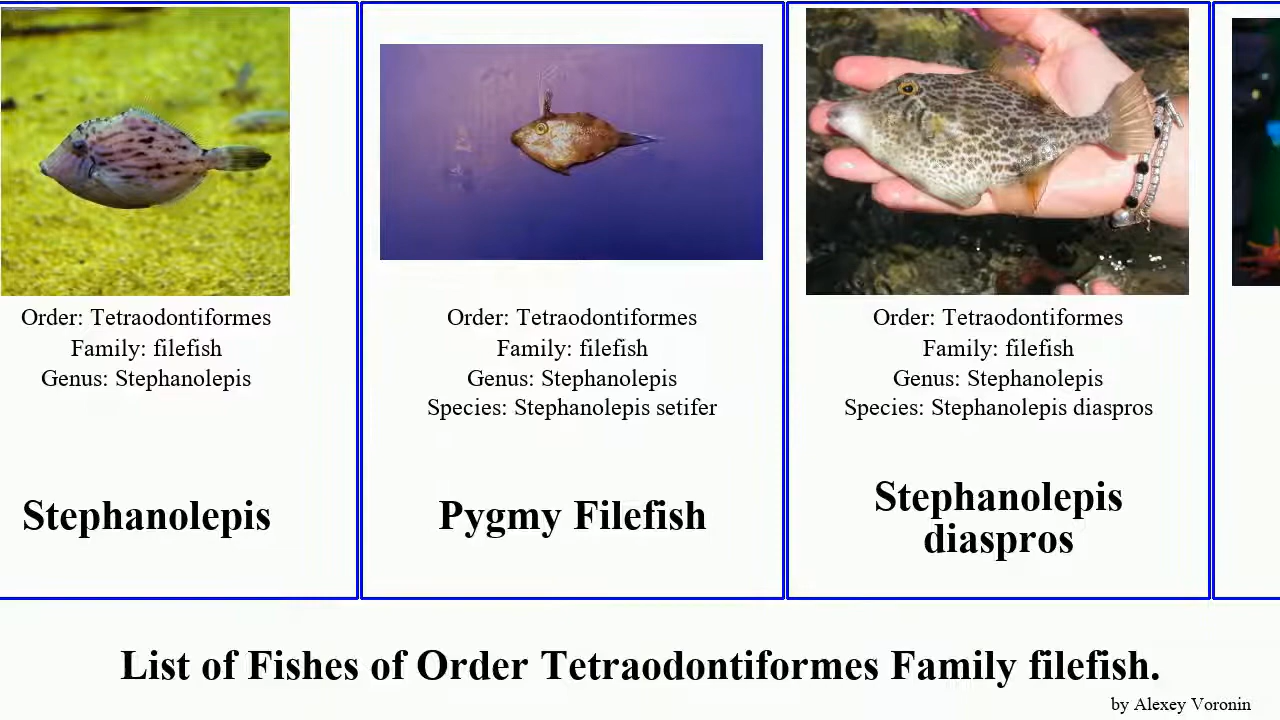 Order: Tetraodontiformes
Family: filefish
Genus: Stephanolepis
Stephanolepis
Order: Tetraodontiformes
Family: filefish
Genus: Stephanolepis
Species: Stephanolepis setifer
Pygmy Filefish
Order: Tetraodontiformes
Family: filefish
Genus: Stephanolepis
Species: Stephanolepis diaspros
Stephanolepis
diaspros
List of Fishes of Order Tetraodontiformes Family filefish.
by Alexey Voronin